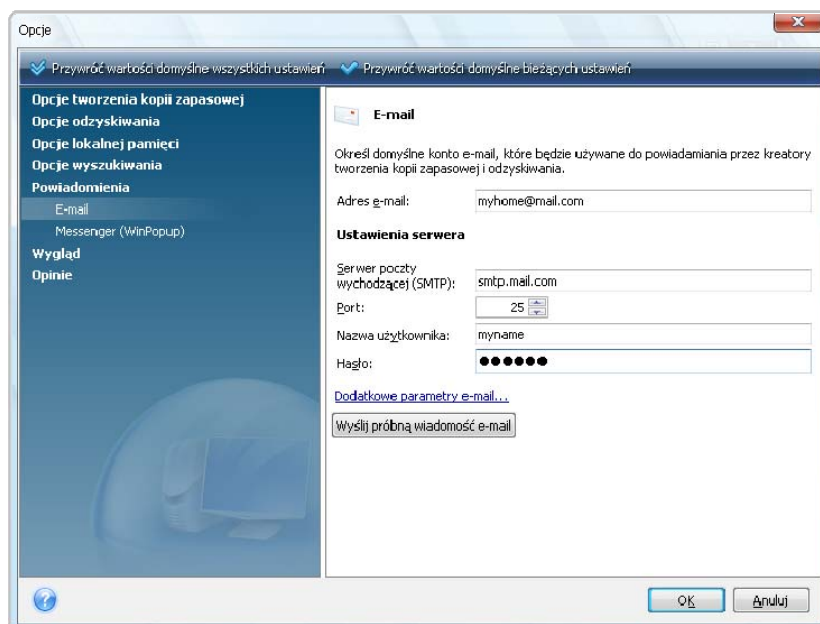 Opcje
Przywróć wartości domyślne wszystkich ustawień
Przywróć wartości domyślne bieżących ustawień
Opcje tworzenia kopii zapasowej
Opcje odzyskiwania
Opcje lokalnej pamięci
Opcje wyszukiwania
Powiadomienia
E-mail
Messenger (WinPopup)
Wygląd
Opinie
E-mail
Określ domyślne konto e-mail, które będzie używane do powiadamiania przez kreatory
tworzenia kopii zapasowej i odzyskiwania.
Adres e-mail: myhome@mail.com
Ustawienia serwera
Serwer poczty
wychodzącej (SMTP): smtp.mail.com
Port: 25
Nazwa użytkownika: myname
Hasło: ●●●●●●
Dodatkowe parametry e-mail...
Wyślij próbną wiadomość e-mail
OK
Anuluj